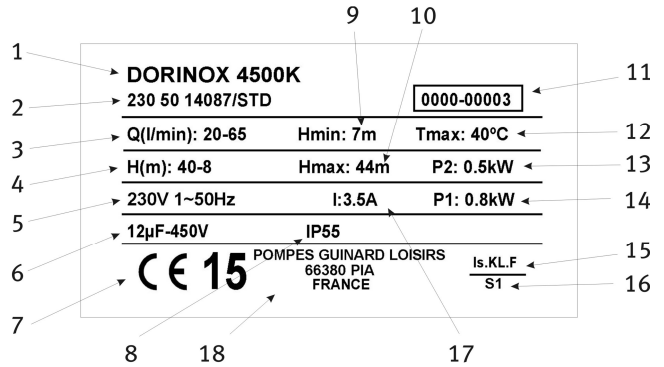 9 10
1 DORINOX 4500K
2 230 50 14087/STD 0000-00003 11
3 Q(l/min): 20-65 Hmin: 7m Tmax: 40ºC 12
4 H(m): 40-8 Hmax: 44m P2: 0.5kW 13
5 230V 1~50Hz I:3.5A P1: 0.8kW 14
6 12µF-450V IP55
7 CE 15 POMPES GUINARD LOISIRS
66380 PIA
FRANCE
Is.KL.F 15
S1 16
8 18 17